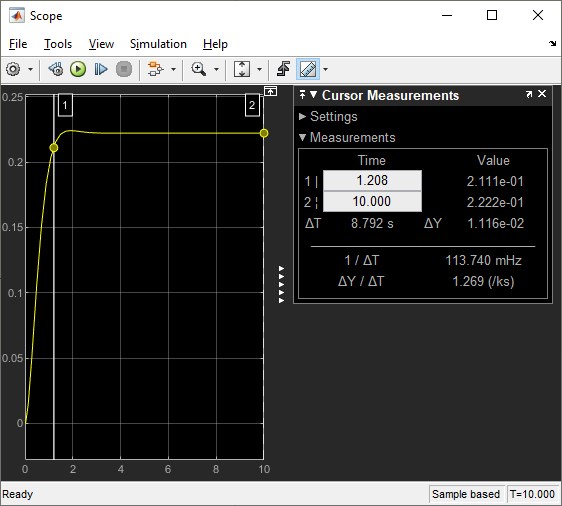 Scope
File Tools View Simulation Help
0.25
0.2
0.15
0.1
0.05
0
0 2 4 6 8 10
1
2
Cursor Measurements
Settings
Measurements
Time Value
1 | 1.208 2.111e-01
2 ¦ 10.000 2.222e-01
ΔT 8.792 s ΔY 1.116e-02
1 / ΔT 113.740 mHz
ΔY / ΔT 1.269 (/ks)
Ready Sample based T=10.000